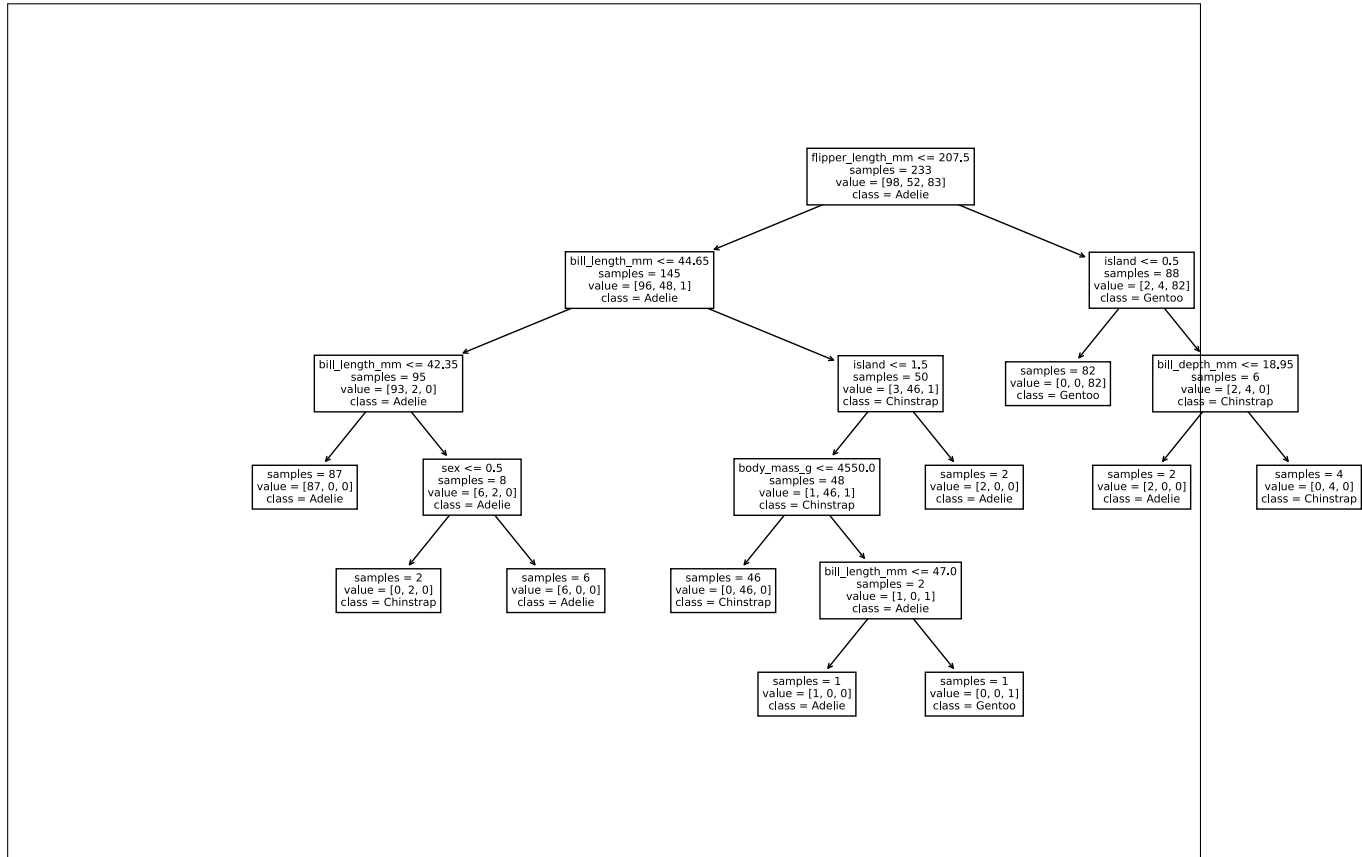 flipper_length_mm <= 207.5
samples = 233
value = [98, 52, 83]
class = Adelie
bill_length_mm <= 44.65
samples = 145
value = [96, 48, 1]
class = Adelie
island <= 0.5
samples = 88
value = [2, 4, 82]
class = Gentoo
bill_length_mm <= 42.35
samples = 95
value = [93, 2, 0]
class = Adelie
island <= 1.5
samples = 50
value = [3, 46, 1]
class = Chinstrap
samples = 82
value = [0, 0, 82]
class = Gentoo
bill_depth_mm <= 18.95
samples = 6
value = [2, 4, 0]
class = Chinstrap
samples = 87
value = [87, 0, 0]
class = Adelie
sex <= 0.5
samples = 8
value = [6, 2, 0]
class = Adelie
body_mass_g <= 4550.0
samples = 48
value = [1, 46, 1]
class = Chinstrap
samples = 2
value = [2, 0, 0]
class = Adelie
samples = 2
value = [2, 0, 0]
class = Adelie
samples = 4
value = [0, 4, 0]
class = Chinstrap
samples = 2
value = [0, 2, 0]
class = Chinstrap
samples = 6
value = [6, 0, 0]
class = Adelie
samples = 46
value = [0, 46, 0]
class = Chinstrap
bill_length_mm <= 47.0
samples = 2
value = [1, 0, 1]
class = Adelie
samples = 1
value = [1, 0, 0]
class = Adelie
samples = 1
value = [0, 0, 1]
class = Gentoo